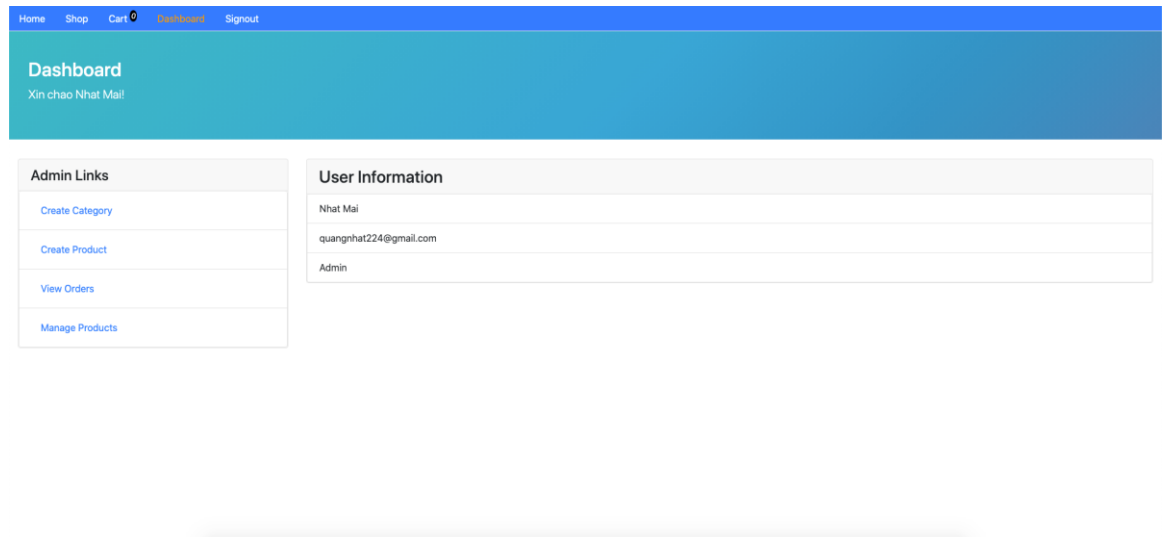 Home Shop Cart 0 Dashboard Signout
Dashboard
Xin chao Nhat Mai!
Admin Links
Create Category
Create Product
View Orders
Manage Products
User Information
Nhat Mai
quangnhat224@gmail.com
Admin